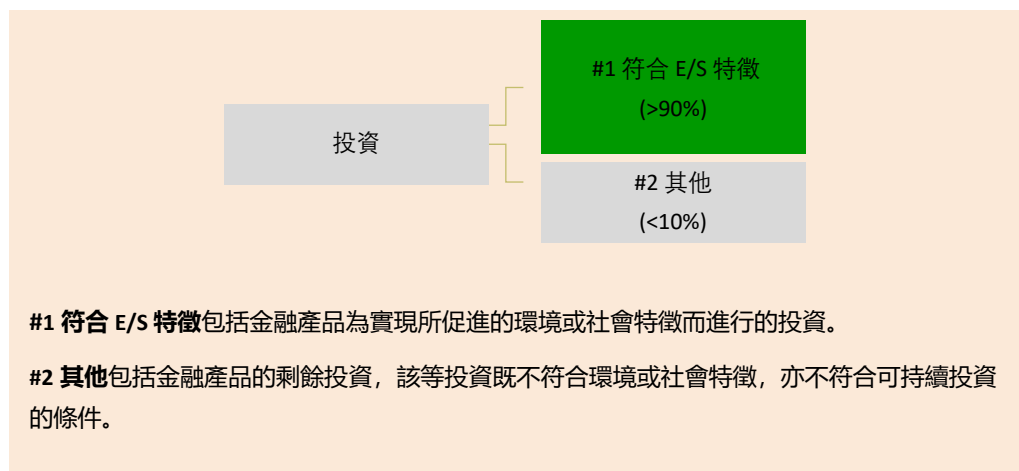 #1 符合 E/S 特徵
(>90%)
投資
#2 其他
(<10%)
#1 符合 E/S 特徵包括金融產品為實現所促進的環境或社會特徵而進行的投資。
#2 其他包括金融產品的剩餘投資，該等投資既不符合環境或社會特徵，亦不符合可持續投資
的條件。